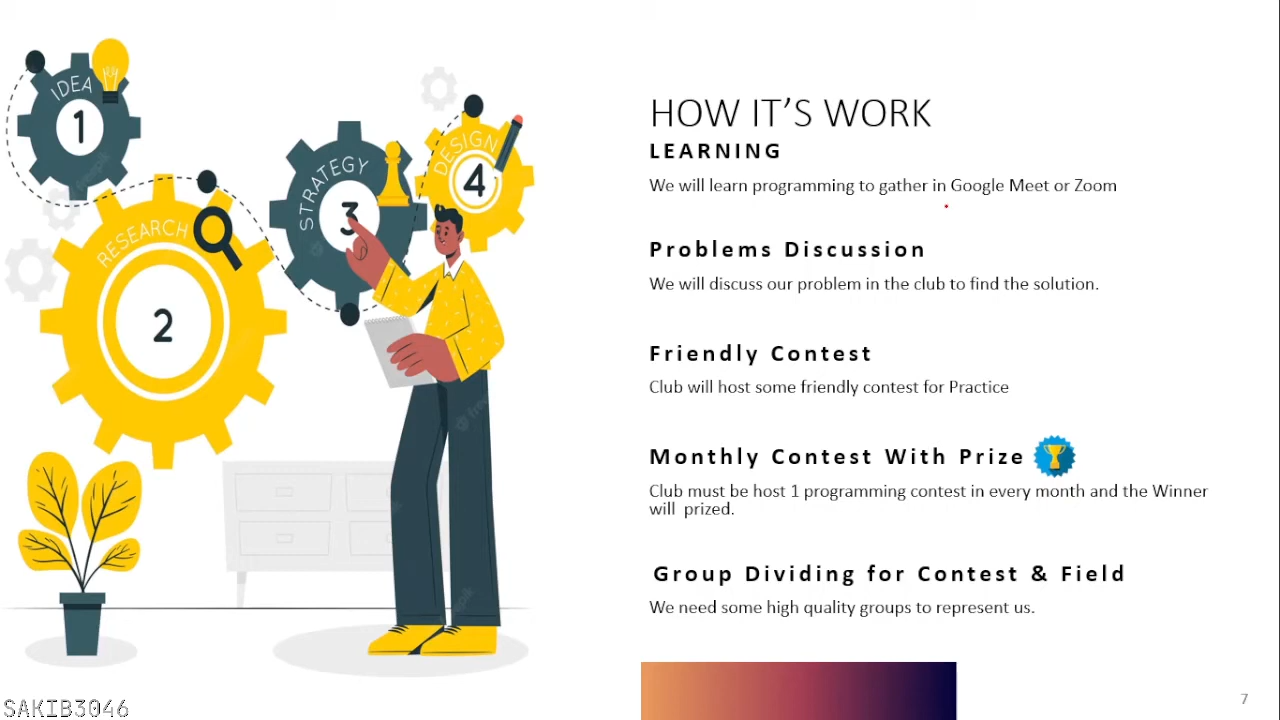 IDEA
1
RESEARCH
2
STRATEGY
3
DESIGN
4
HOW IT’S WORK
LEARNING
We will learn programming to gather in Google Meet or Zoom
Problems Discussion
We will discuss our problem in the club to find the solution.
Friendly Contest
Club will host some friendly contest for Practice
Monthly Contest With Prize
Club must be host 1 programming contest in every month and the Winner
will prized.
Group Dividing for Contest & Field
We need some high quality groups to represent us.
SAKIB3046
7